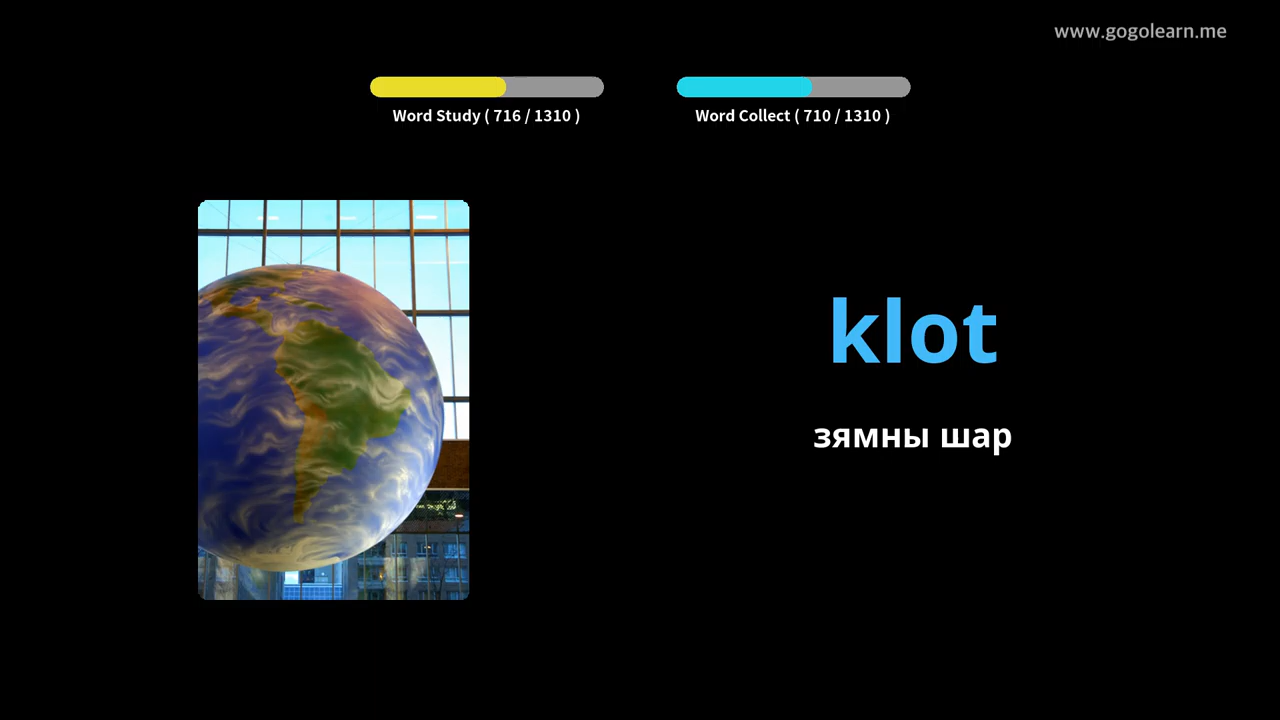 www.gogolearn.me
Word Study ( 716 / 1310 )
Word Collect ( 710 / 1310 )
klot
зямны шар